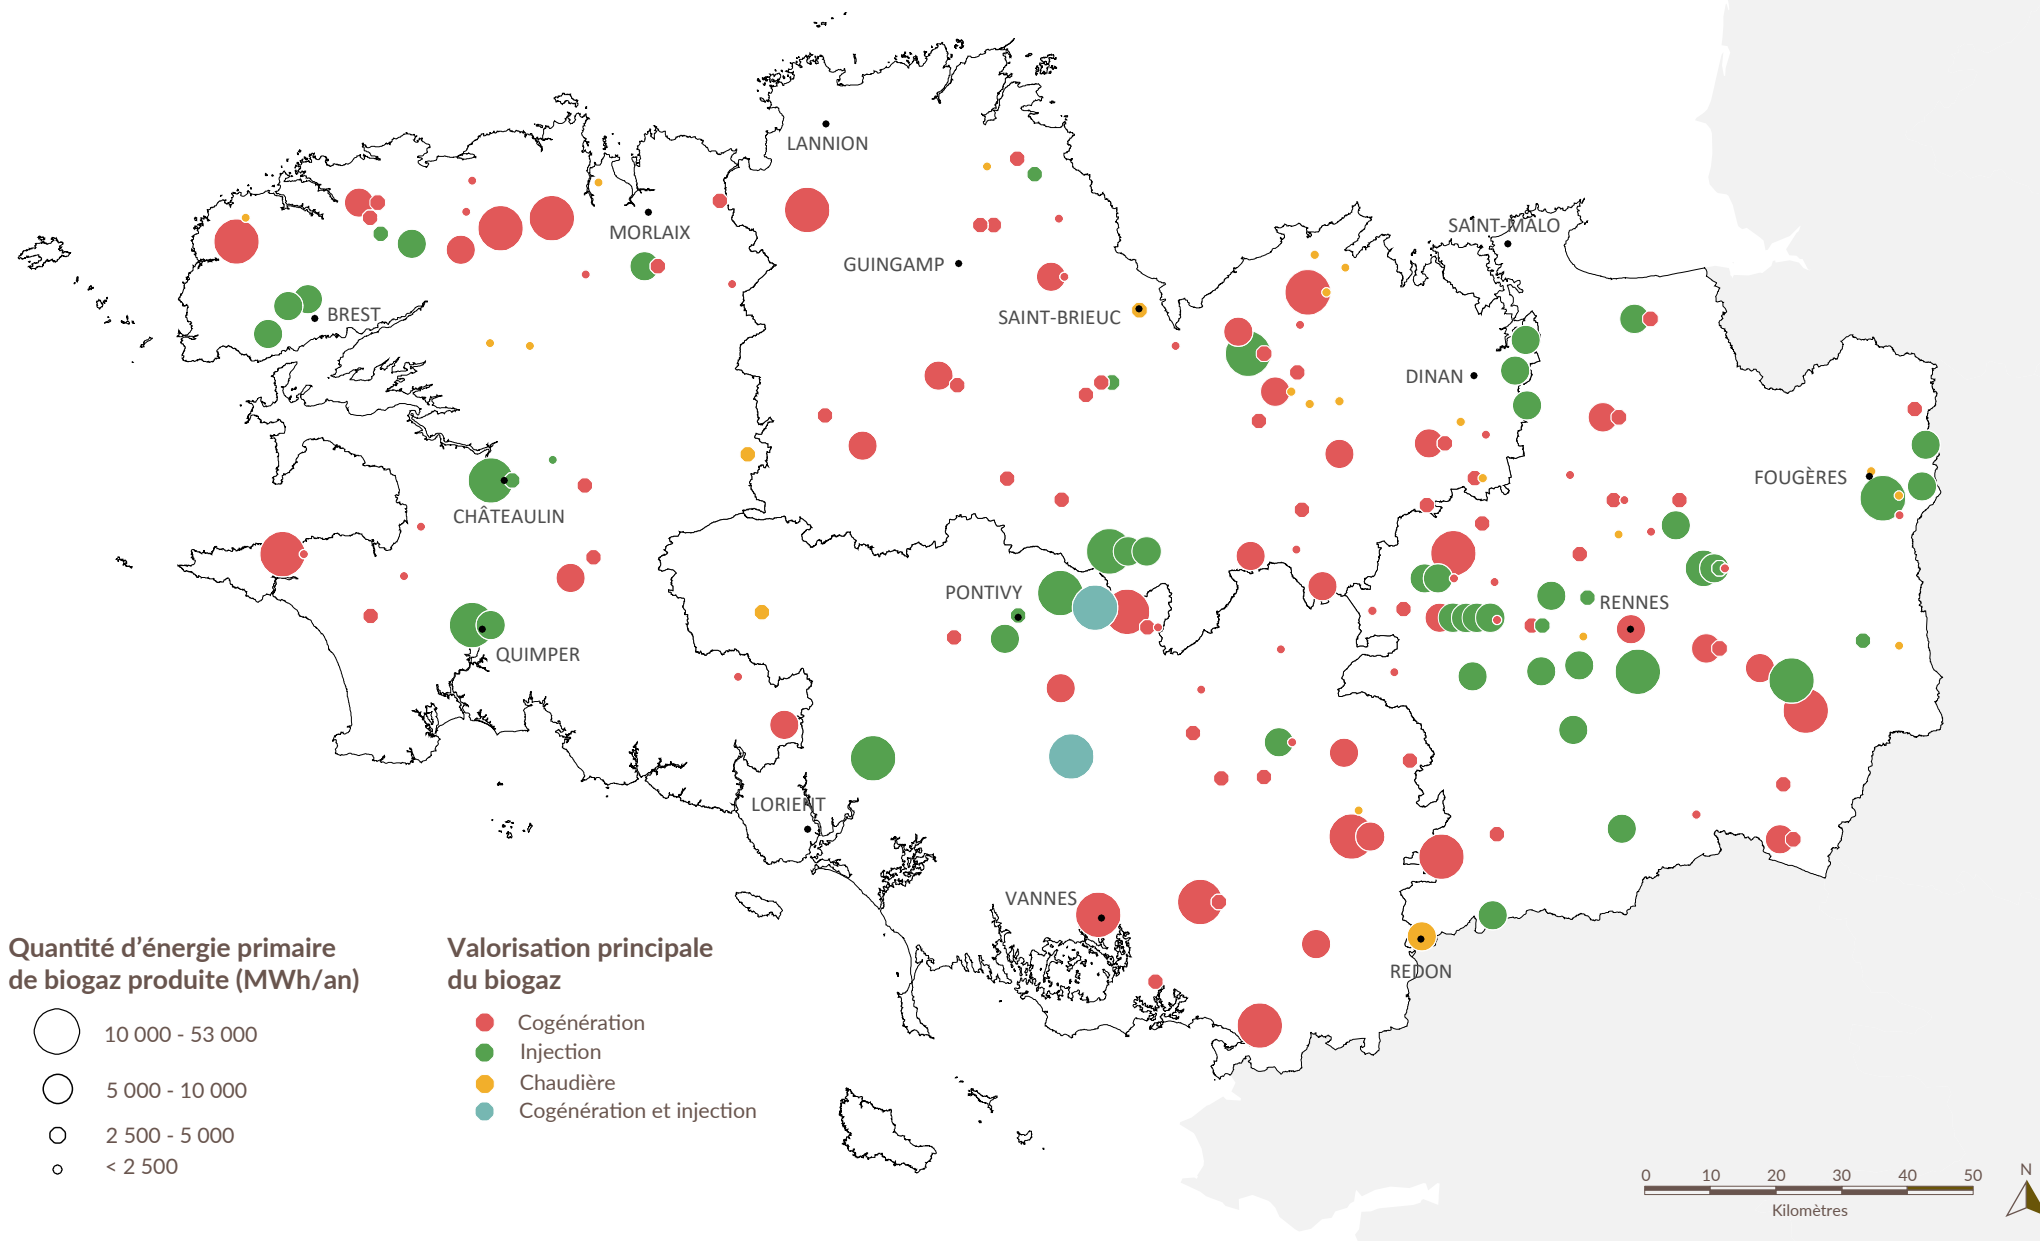 LANNION
SAINT-MALO
MORLAIX
GUINGAMP
BREST
SAINT-BRIEUC
DINAN
FOUGÈRES
CHÂTEAULIN
PONTIVY
RENNES
QUIMPER
LORIENT
VANNES
REDON
Quantité d’énergie primaire
de biogaz produite (MWh/an)
10 000 - 53 000
5 000 - 10 000
2 500 - 5 000
< 2 500
Valorisation principale
du biogaz
Cogénération
Injection
Chaudière
Cogénération et injection
0 10 20 30 40 50
Kilomètres
N